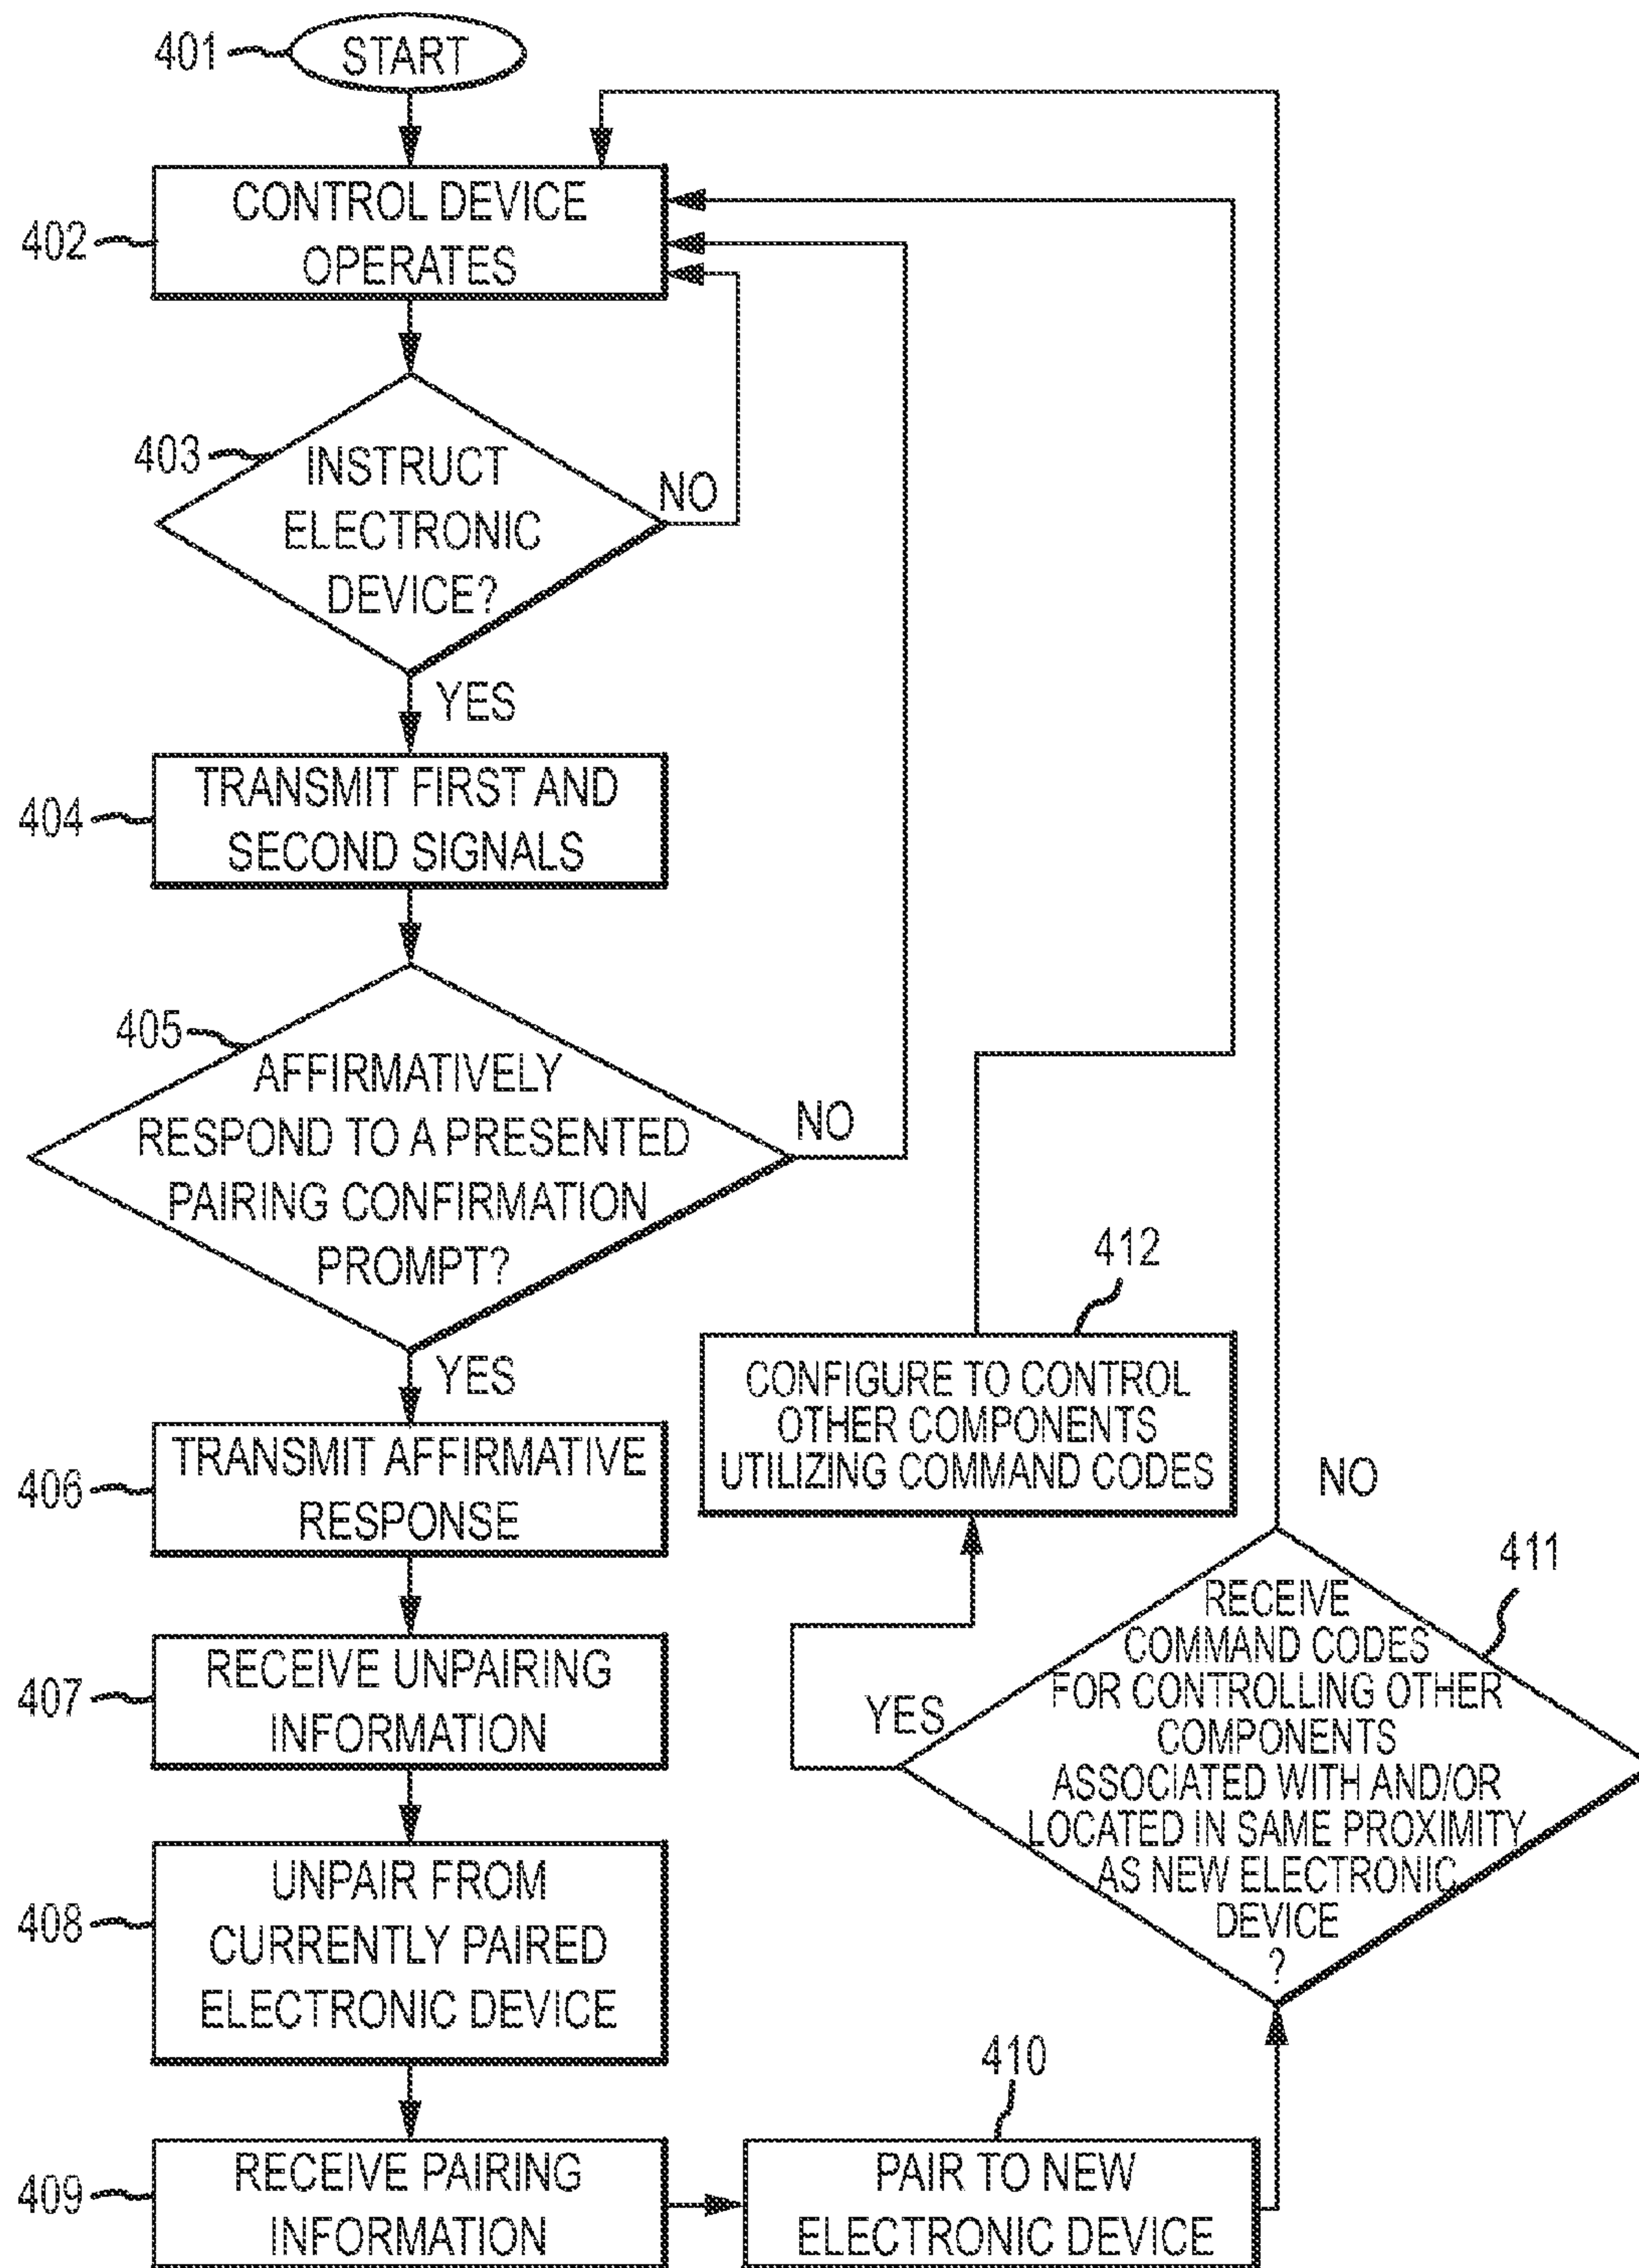 401
START
402
CONTROL DEVICE
OPERATES
403
INSTRUCT
ELECTRONIC
DEVICE?
NO
YES
404
TRANSMIT FIRST AND
SECOND SIGNALS
405
AFFIRMATIVELY
RESPOND TO A PRESENTED
PAIRING CONFIRMATION
PROMPT?
NO
YES
406
TRANSMIT AFFIRMATIVE
RESPONSE
407
RECEIVE UNPAIRING
INFORMATION
408
UNPAIR FROM
CURRENTLY PAIRED
ELECTRONIC DEVICE
409
RECEIVE PAIRING
INFORMATION
410
PAIR TO NEW
ELECTRONIC DEVICE
411
RECEIVE
COMMAND CODES
FOR CONTROLLING OTHER
COMPONENTS
ASSOCIATED WITH AND/OR
LOCATED IN SAME PROXIMITY
AS NEW ELECTRONIC
DEVICE
?
NO
YES
412
CONFIGURE TO CONTROL
OTHER COMPONENTS
UTILIZING COMMAND CODES